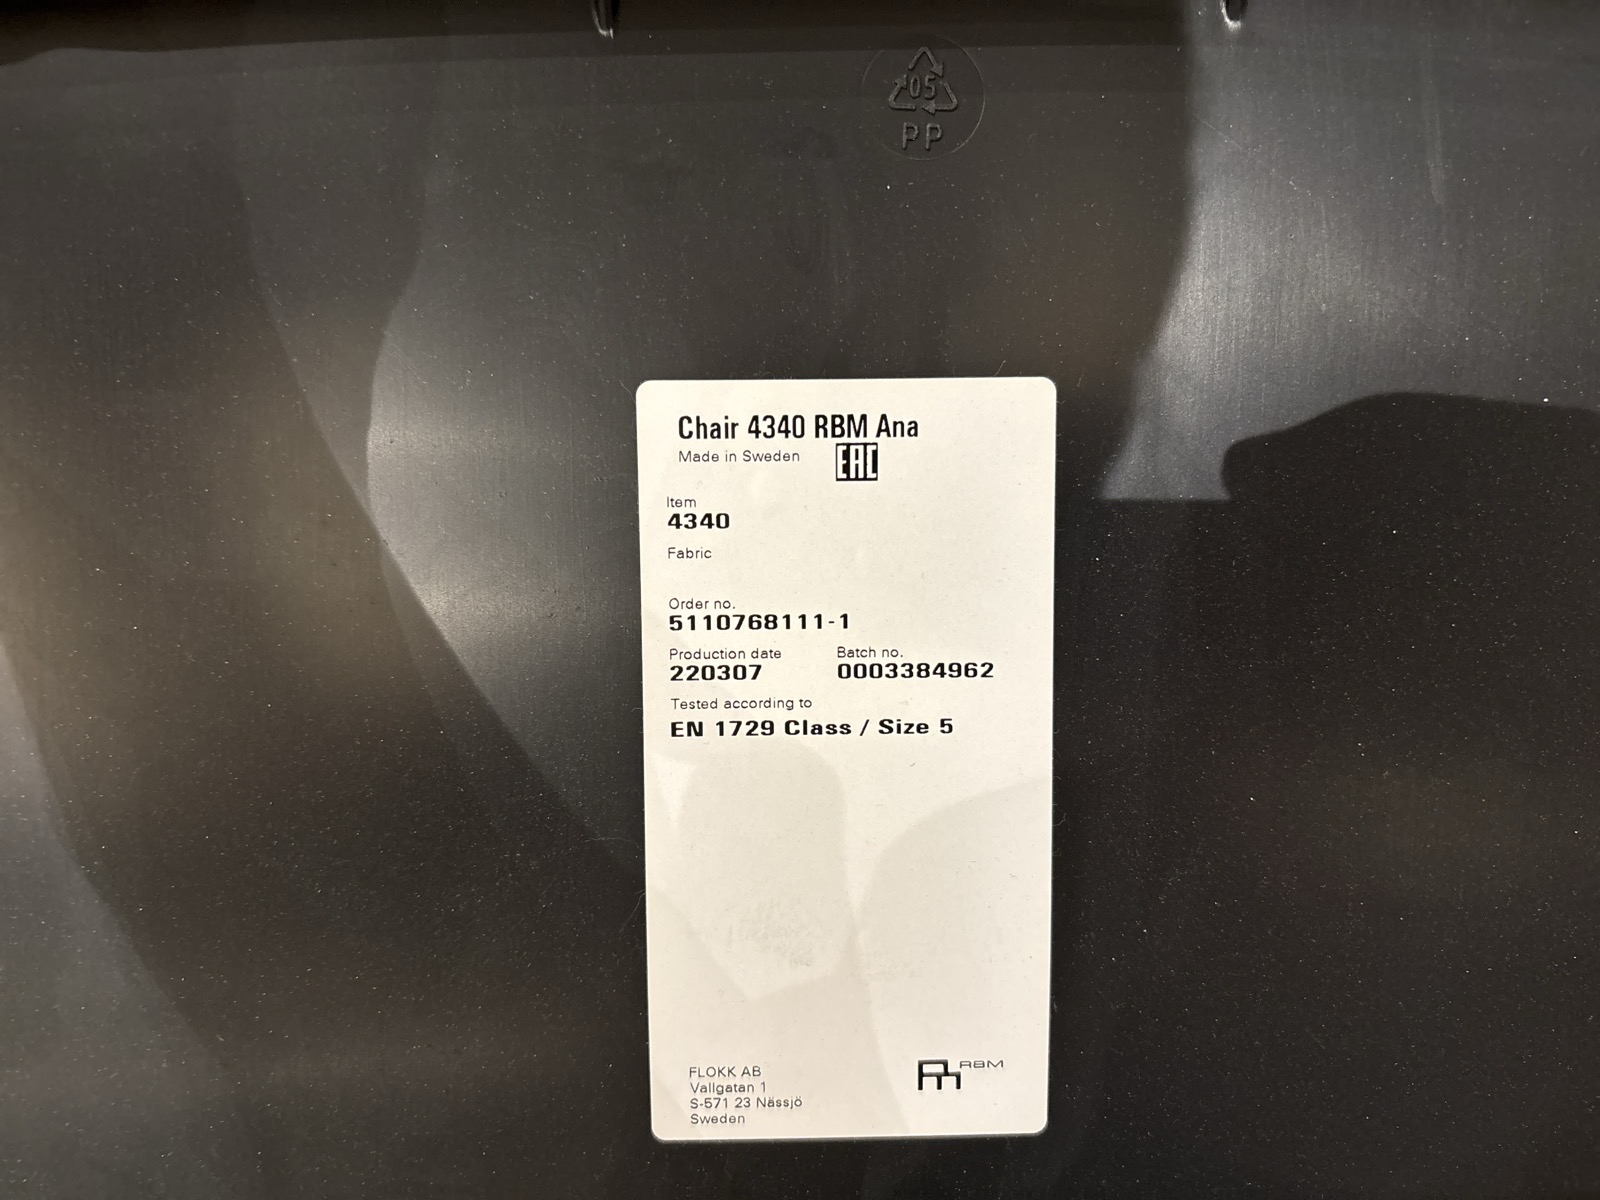 05
PP
Chair 4340 RBM Ana
Made in Sweden EAC
Item
4340
Fabric
Order no.
5110768111-1
Production date Batch no.
220307 0003384962
Tested according to
EN 1729 Class / Size 5
FLOKK AB
Vallgatan 1
S-571 23 Nässjö
Sweden
RBM